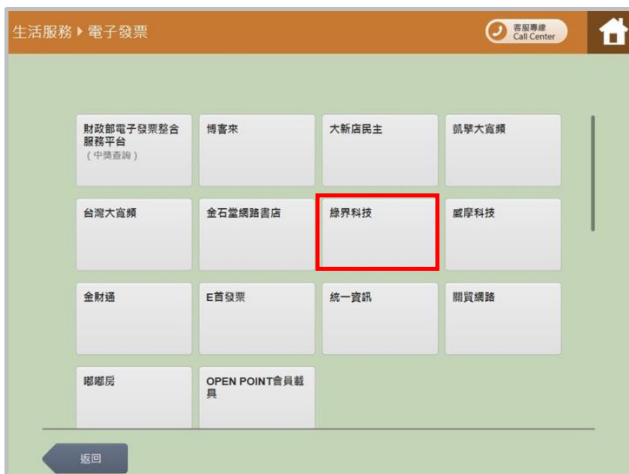 生活服務 ▸ 電子發票
客服專線
Call Center
財政部電子發票整合
服務平台
（中獎查詢）
博客來
大新店民主
凱擘大寬頻
台灣大寬頻
金石堂網路書店
綠界科技
威摩科技
金財通
E首發票
統一資訊
關貿網路
嘟嘟房
OPEN POINT會員載
具
返回